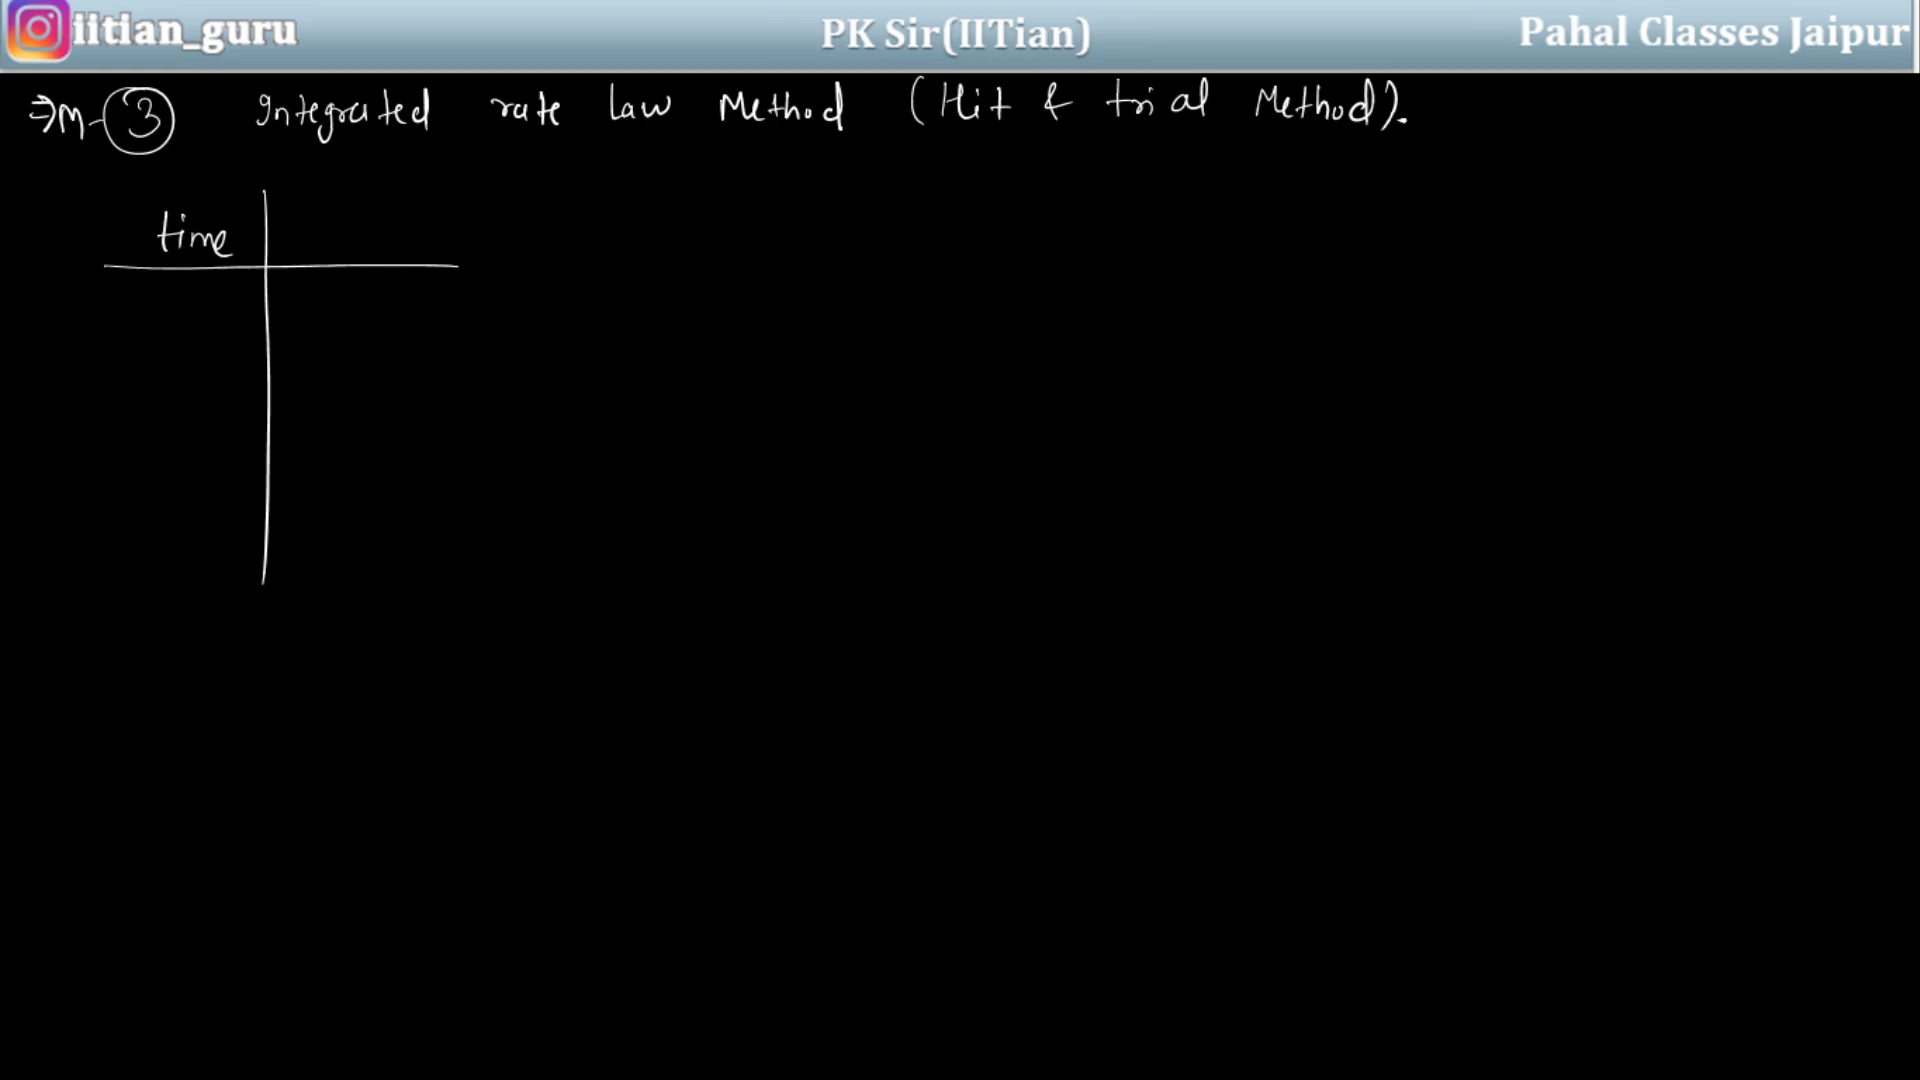 iitian_guru PK Sir(IITian) Pahal Classes Jaipur
⇒M-3 Integrated rate law Method (Hit & trial Method).
time